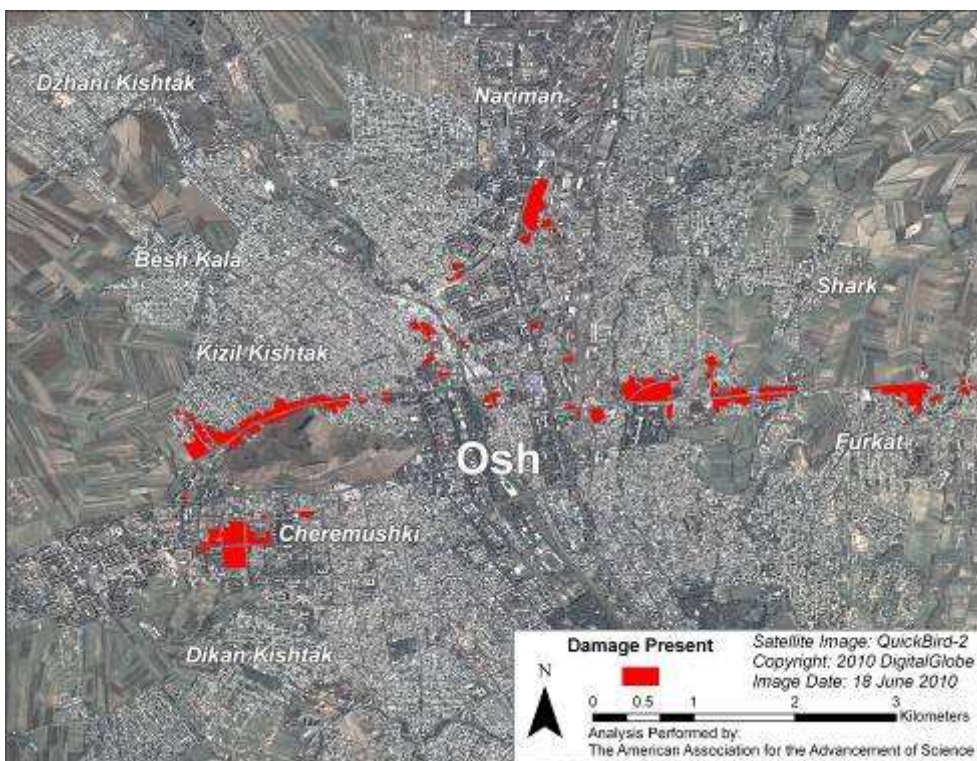 Dzhani Kishtak
Nariman
Besh Kala
Shark
Kizil Kishtak
Furkat
Osh
Cheremushki
Dikan Kishtak
Damage Present
Satellite Image: QuickBird-2
Copyright: 2010 DigitalGlobe
Image Date: 18 June 2010
N
0 0.5 1 2 3
Kilometers
Analysis Performed by:
The American Association for the Advancement of Science